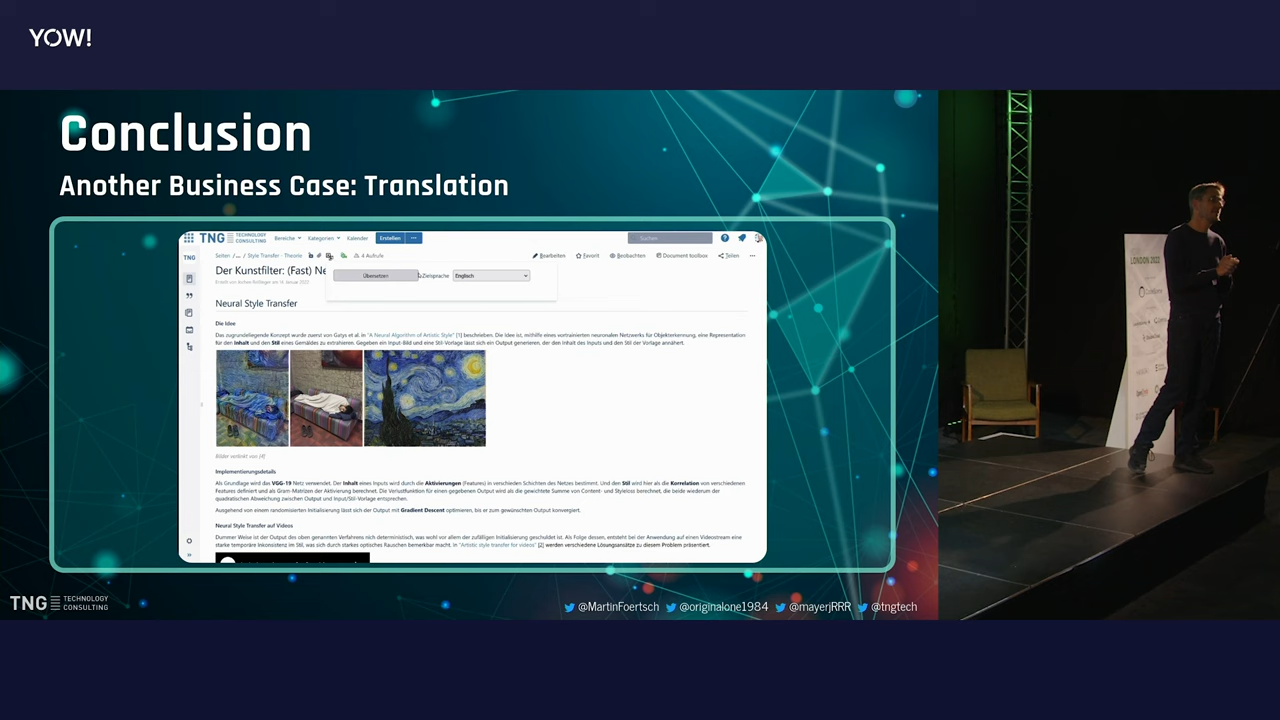 YOW!
Conclusion
Another Business Case: Translation
TNG TECHNOLOGY CONSULTING
Bereiche Kategorien Kalender Erstellen ··· Suchen
TNG
Seiten /... / Style Transfer - Theorie 4 Aufrufe Bearbeiten Favorit Beobachten Document toolbox Teilen ···
Der Kunstfilter: (Fast) Ne
Übersetzen Zielsprache Englisch
Neural Style Transfer
Die Idee
Das zugrundeliegende Konzept wurde zuerst von Gatys et al. in "A Neural Algorithm of Artistic Style" [1] beschrieben. Die Idee ist, mithilfe eines vortrainierten neuronalen Netzwerks für Objekterkennung, eine Repräsentation
für den Inhalt und den Stil eines Gemäldes zu extrahieren. Gegeben ein Input-Bild und eine Stil-Vorlage lässt sich ein Output generieren, der den Inhalt des Inputs und den Stil der Vorlage annähert.
Bilder verlinkt von [4]
Implementierungsdetails
Als Grundlage wird das VGG-19 Netz verwendet. Der Inhalt eines Inputs wird durch die Aktivierungen (Features) in verschieden Schichten des Netzes bestimmt. Und den Stil wird hier als die Korrelation von verschiedenen
Features definiert und als Gram-Matrizen der Aktivierung berechnet. Die Verlustfunktion für einen gegebenen Output wird als die gewichtete Summe von Content- und Styleloss berechnet, die beide wiederum der
quadratischen Abweichung zwischen Output und Input/Stil-Vorlage entsprechen.
Ausgehend von einem randomisierten Initialisierung lässt sich der Output mit Gradient Descent optimieren, bis er zum gewünschten Output konvergiert.
Neural Style Transfer auf Videos
Dummer Weise ist der Output des oben genannten Verfahrens nich deterministisch, was wohl vor allem der zufälligen Initialisierung geschuldet ist. Als Folge dessen, entsteht bei der Anwendung auf einen Videostream eine
starke temporäre Inkonsistenz im Stil, was sich durch starkes optisches Rauschen bemerkbar macht. In "Artistic style transfer for videos" [2] werden verschiedene Lösungsansätze zu diesem Problem präsentiert.
TNG TECHNOLOGY CONSULTING
@MartinFoertsch @originalone1984 @mayerjRRR @tngtech
LONDON 2022